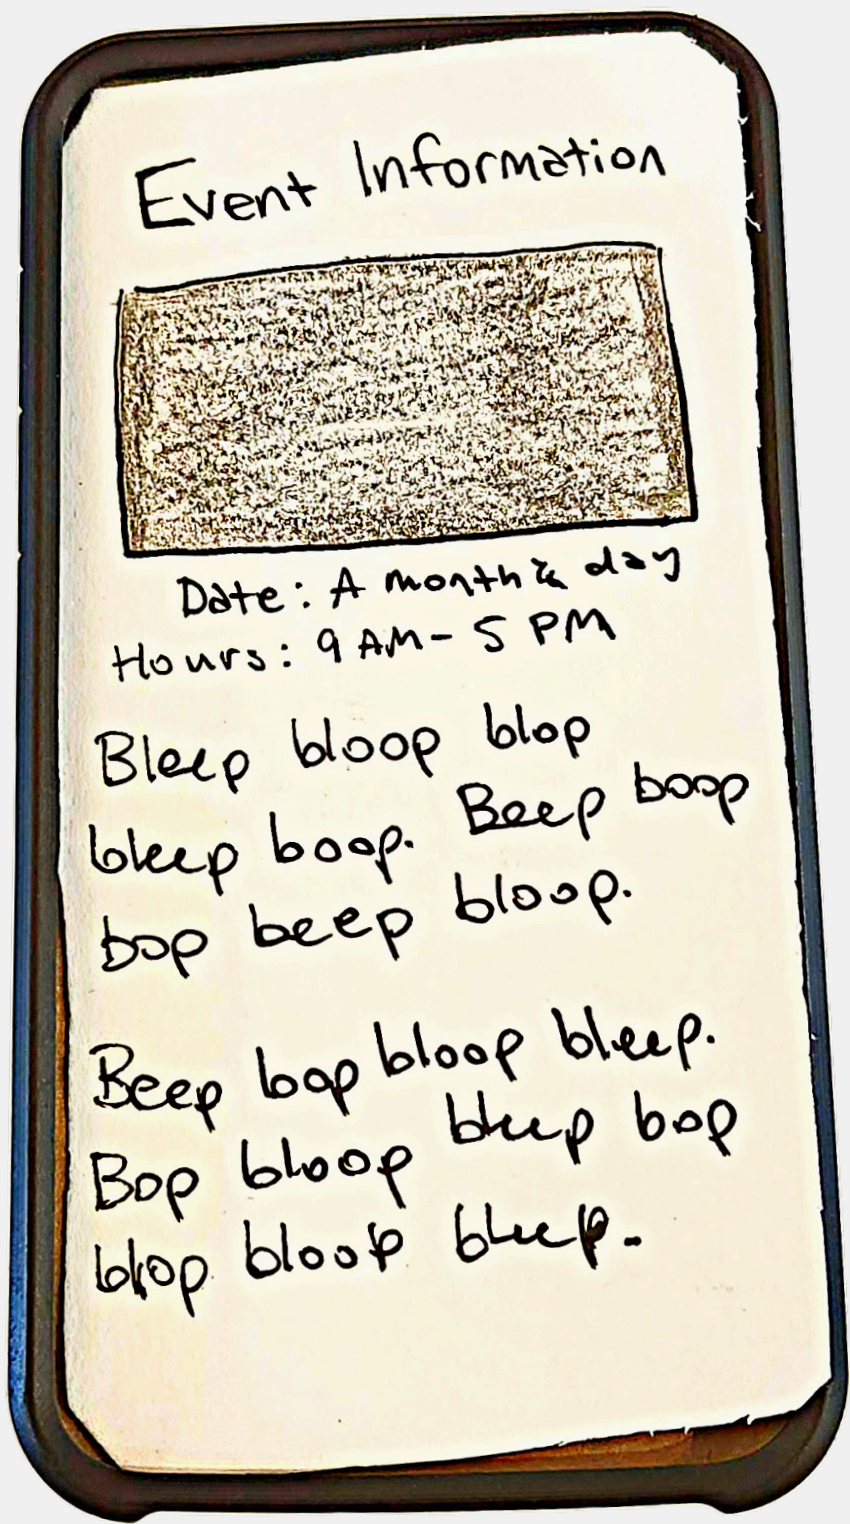 Event Information
Date: A month & day
Hours: 9 AM - 5 PM
Bleep bloop blop
bleep boop. Beep boop
bop beep bloop.
Beep bop bloop bleep.
Bop bloop bleep bop
blop bloop bleep.